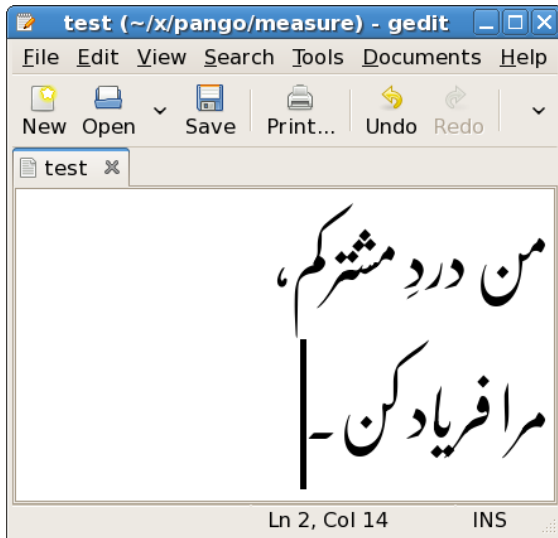 test (~/x/pango/measure) - gedit
File Edit View Search Tools Documents Help
New Open Save Print... Undo Redo
test
من دردِ مشترکم،
مرا فریاد کن ۔
Ln 2, Col 14 INS